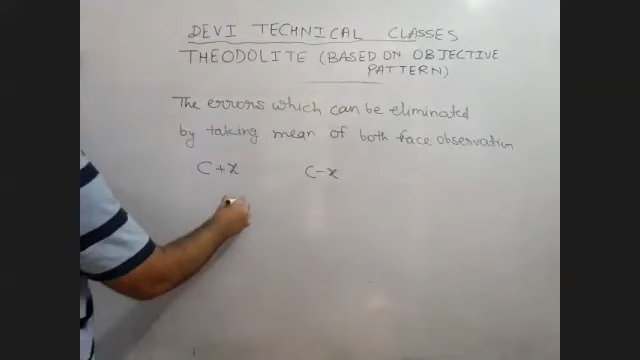 DEVI TECHNICAL CLASSES
THEODOLITE (BASED ON OBJECTIVE
PATTERN)
The errors which can be eliminated
by taking mean of both face observation
C+x C-x